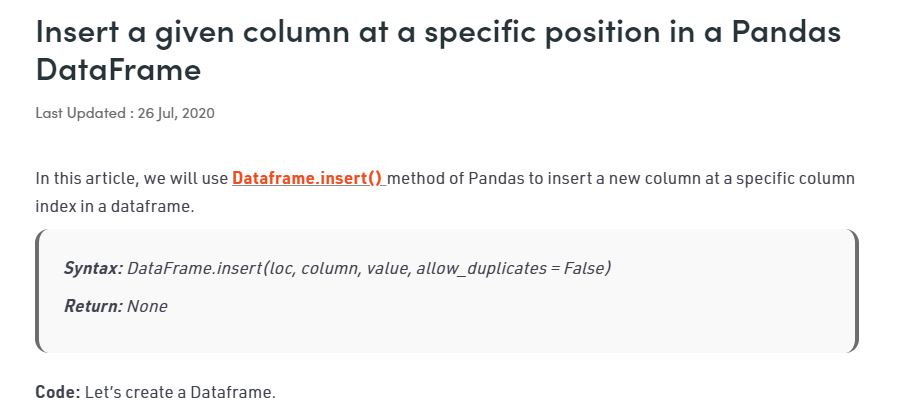 Insert a given column at a specific position in a Pandas
DataFrame
Last Updated : 26 Jul, 2020
In this article, we will use Dataframe.insert() method of Pandas to insert a new column at a specific column
index in a dataframe.
Syntax: DataFrame.insert(loc, column, value, allow_duplicates = False)
Return: None
Code: Let’s create a Dataframe.